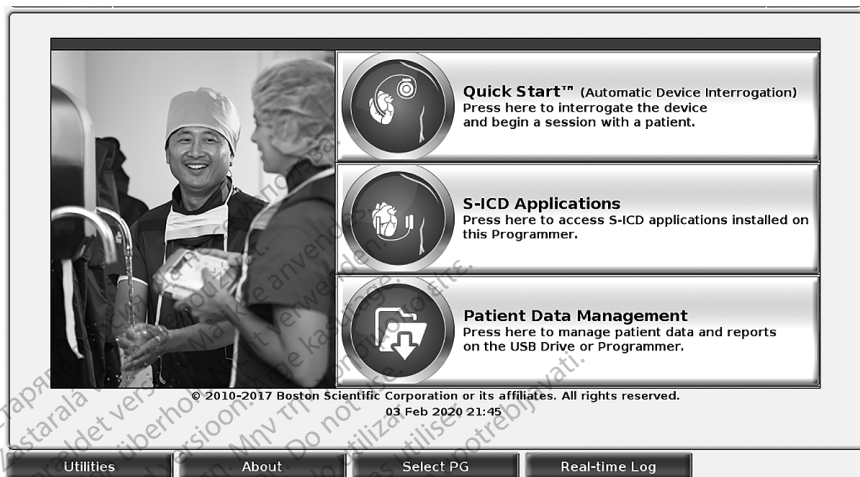 Quick Start™ (Automatic Device Interrogation)
Press here to interrogate the device
and begin a session with a patient.
S-ICD Applications
Press here to access S-ICD applications installed on
this Programmer.
Patient Data Management
Press here to manage patient data and reports
on the USB Drive or Programmer.
© 2010-2017 Boston Scientific Corporation or its affiliates. All rights reserved.
03 Feb 2020 21:45
Utilities
About
Select PG
Real-time Log